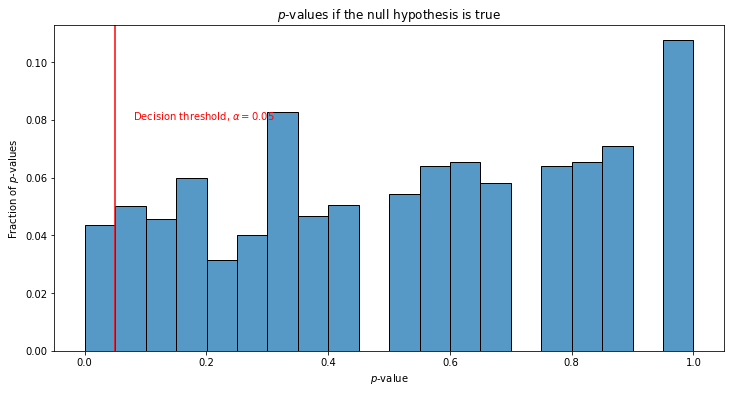 p-values if the null hypothesis is true
Fraction of p-values
0.10
0.08
0.06
0.04
0.02
0.00
Decision threshold, α = 0.05
0.0 0.2 0.4 0.6 0.8 1.0
p-value